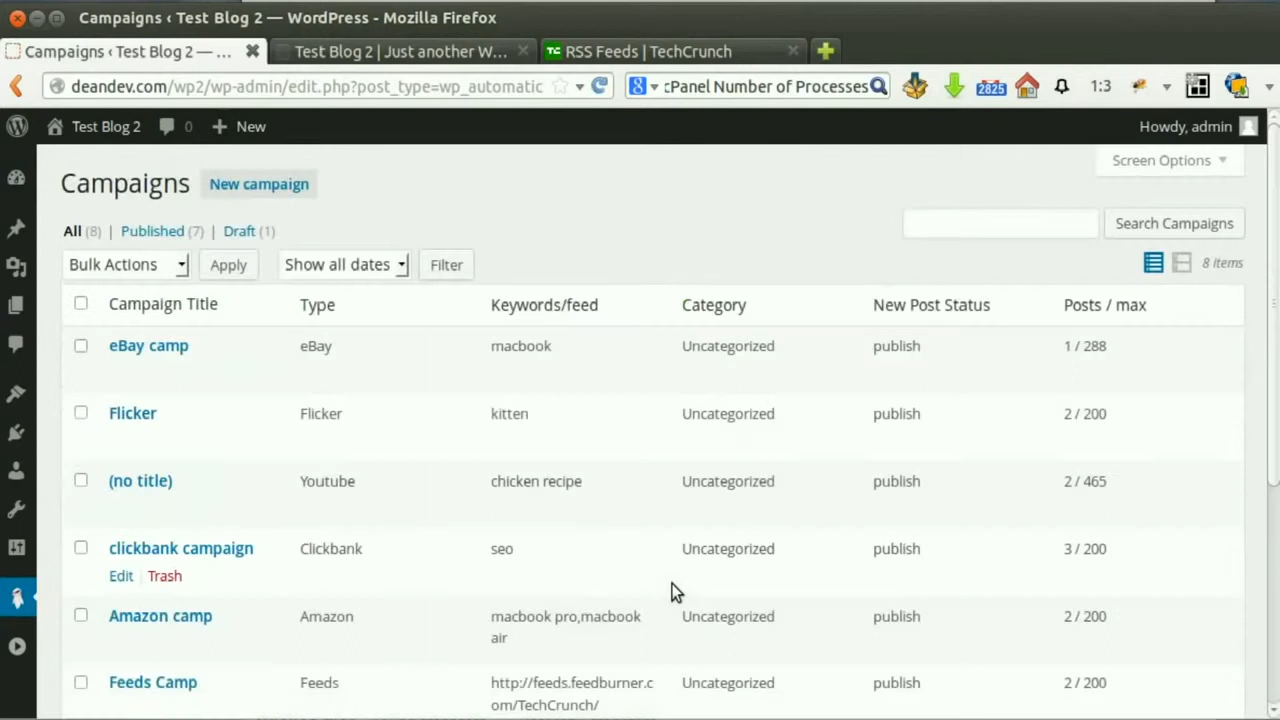 Campaigns ‹ Test Blog 2 — WordPress - Mozilla Firefox
Campaigns ‹ Test Blog 2 — ...
Test Blog 2 | Just another W...
TC RSS Feeds | TechCrunch
deandev.com/wp2/wp-admin/edit.php?post_type=wp_automatic
cPanel Number of Processes
2825
1:3
Test Blog 2
0
New
Howdy, admin
Campaigns
New campaign
Screen Options
All (8) | Published (7) | Draft (1)
Search Campaigns
Bulk Actions
Apply
Show all dates
Filter
8 items
Campaign Title Type Keywords/feed Category New Post Status Posts / max
eBay camp eBay macbook Uncategorized publish 1 / 288
Flicker Flicker kitten Uncategorized publish 2 / 200
(no title) Youtube chicken recipe Uncategorized publish 2 / 465
clickbank campaign Clickbank seo Uncategorized publish 3 / 200
Edit | Trash
Amazon camp Amazon macbook pro,macbook Uncategorized publish 2 / 200
air
Feeds Camp Feeds http://feeds.feedburner.c Uncategorized publish 2 / 200
om/TechCrunch/